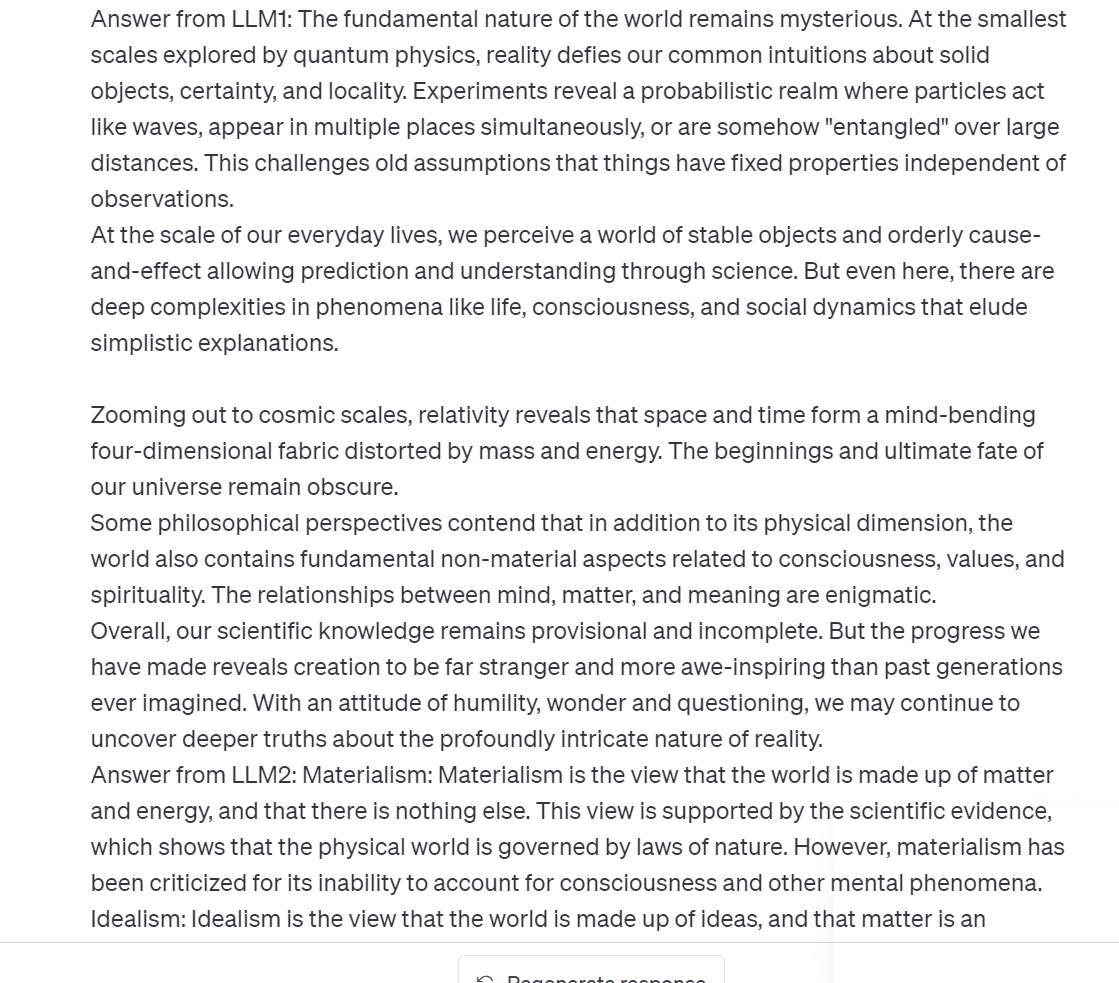 Answer from LLM1: The fundamental nature of the world remains mysterious. At the smallest
scales explored by quantum physics, reality defies our common intuitions about solid
objects, certainty, and locality. Experiments reveal a probabilistic realm where particles act
like waves, appear in multiple places simultaneously, or are somehow "entangled" over large
distances. This challenges old assumptions that things have fixed properties independent of
observations.
At the scale of our everyday lives, we perceive a world of stable objects and orderly cause-
and-effect allowing prediction and understanding through science. But even here, there are
deep complexities in phenomena like life, consciousness, and social dynamics that elude
simplistic explanations.
Zooming out to cosmic scales, relativity reveals that space and time form a mind-bending
four-dimensional fabric distorted by mass and energy. The beginnings and ultimate fate of
our universe remain obscure.
Some philosophical perspectives contend that in addition to its physical dimension, the
world also contains fundamental non-material aspects related to consciousness, values, and
spirituality. The relationships between mind, matter, and meaning are enigmatic.
Overall, our scientific knowledge remains provisional and incomplete. But the progress we
have made reveals creation to be far stranger and more awe-inspiring than past generations
ever imagined. With an attitude of humility, wonder and questioning, we may continue to
uncover deeper truths about the profoundly intricate nature of reality.
Answer from LLM2: Materialism: Materialism is the view that the world is made up of matter
and energy, and that there is nothing else. This view is supported by the scientific evidence,
which shows that the physical world is governed by laws of nature. However, materialism has
been criticized for its inability to account for consciousness and other mental phenomena.
Idealism: Idealism is the view that the world is made up of ideas, and that matter is an
Regenerate response